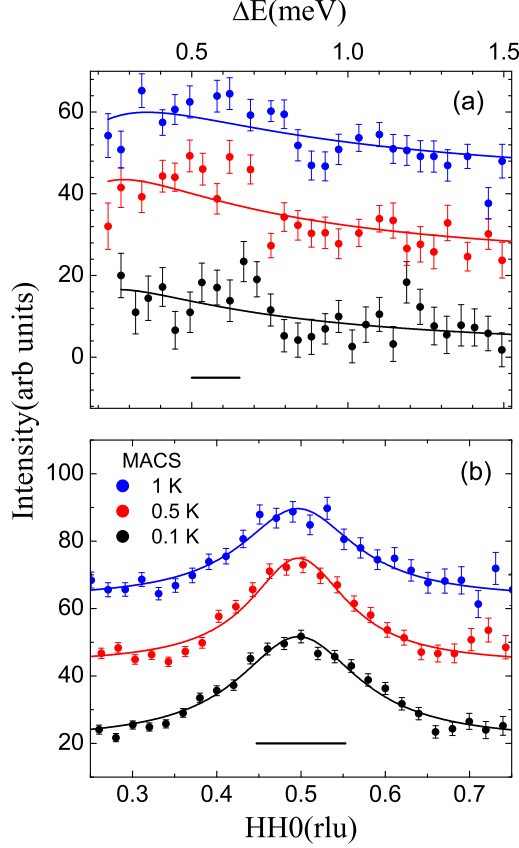 ΔE(meV)
0.5 1.0 1.5
(a)
60
40
20
0
Intensity(arb units)
(b)
MACS
1 K
0.5 K
0.1 K
100
80
60
40
20
0.3 0.4 0.5 0.6 0.7
HH0(rlu)